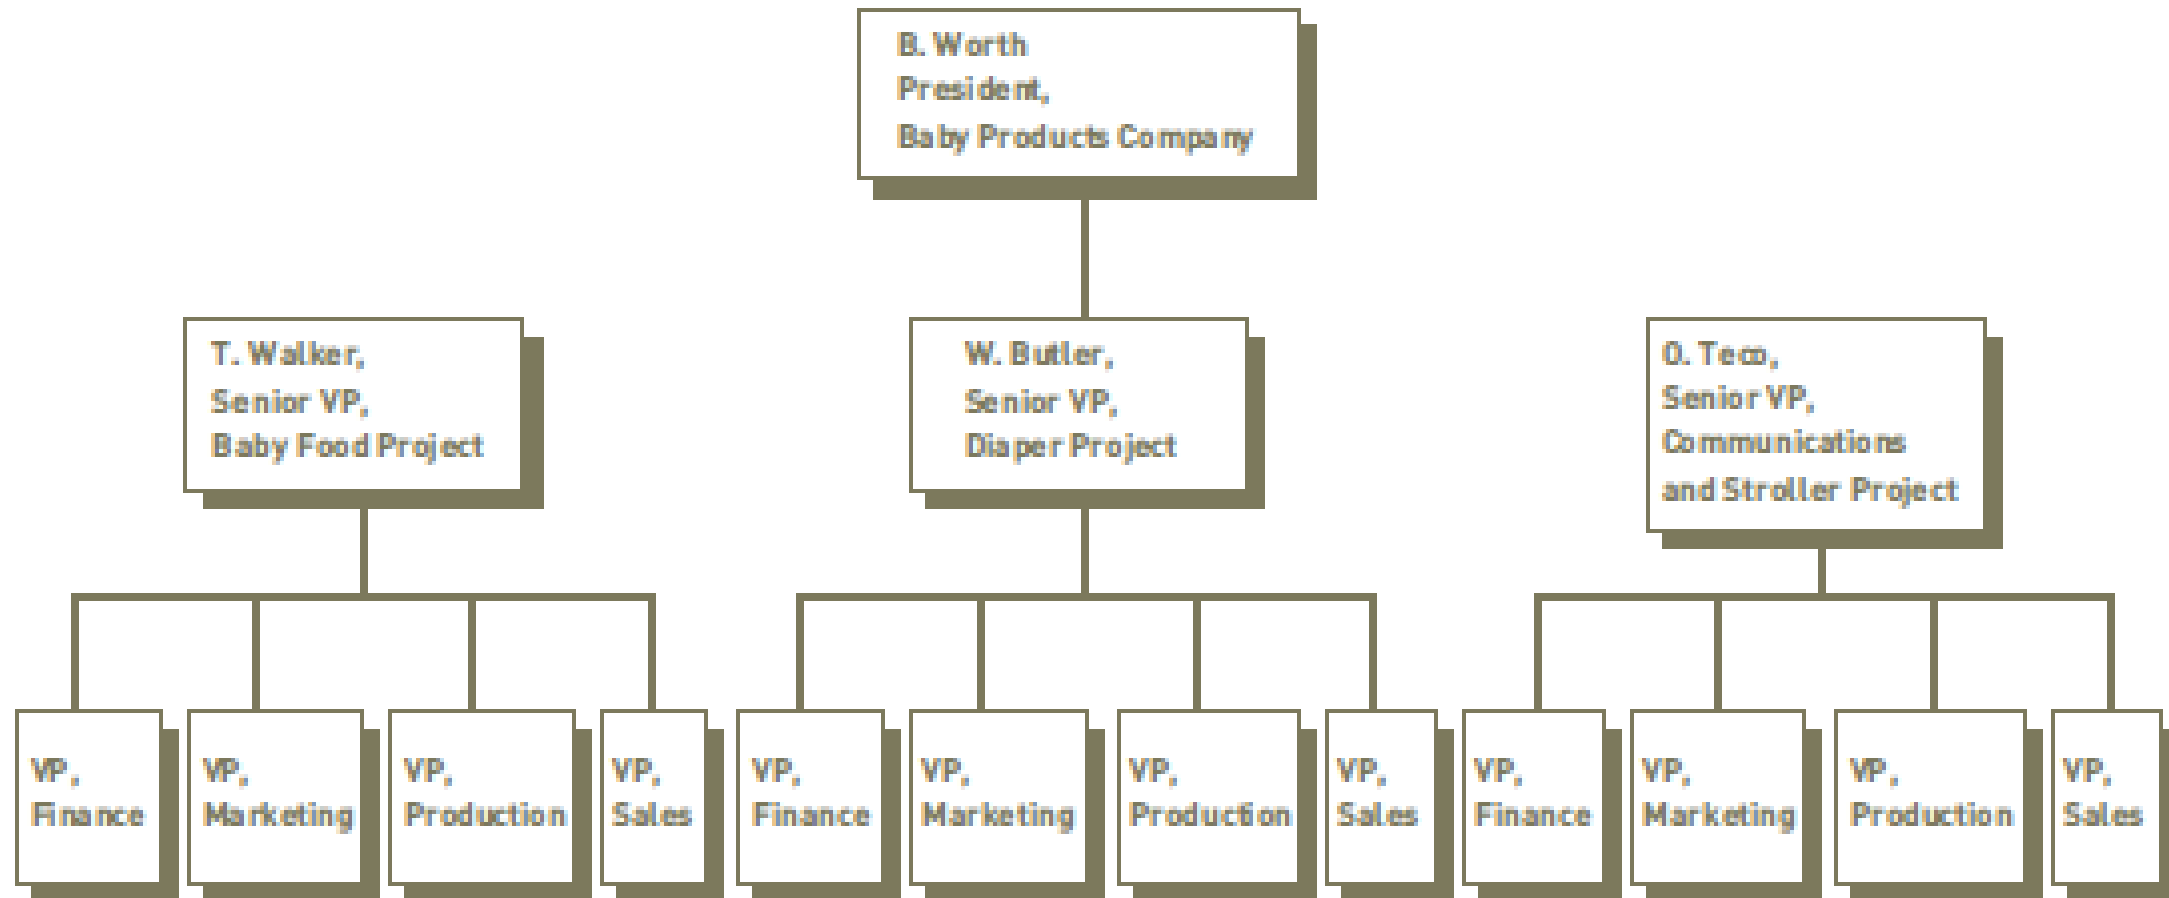 B. Worth
President,
Baby Products Company
T. Walker,
Senior VP,
Baby Food Project
W. Butler,
Senior VP,
Diaper Project
O. Teco,
Senior VP,
Communications
and Stroller Project
VP,
Finance
VP,
Marketing
VP,
Production
VP,
Sales
VP,
Finance
VP,
Marketing
VP,
Production
VP,
Sales
VP,
Finance
VP,
Marketing
VP,
Production
VP,
Sales